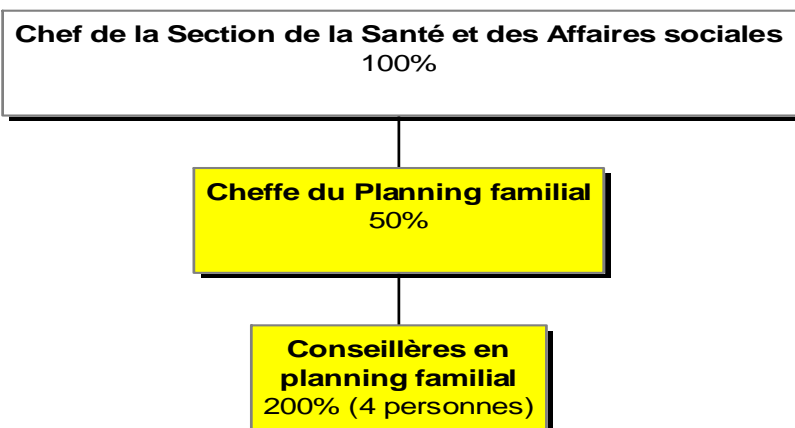 Chef de la Section de la Santé et des Affaires sociales
100%
Cheffe du Planning familial
50%
Conseillères en
planning familial
200% (4 personnes)